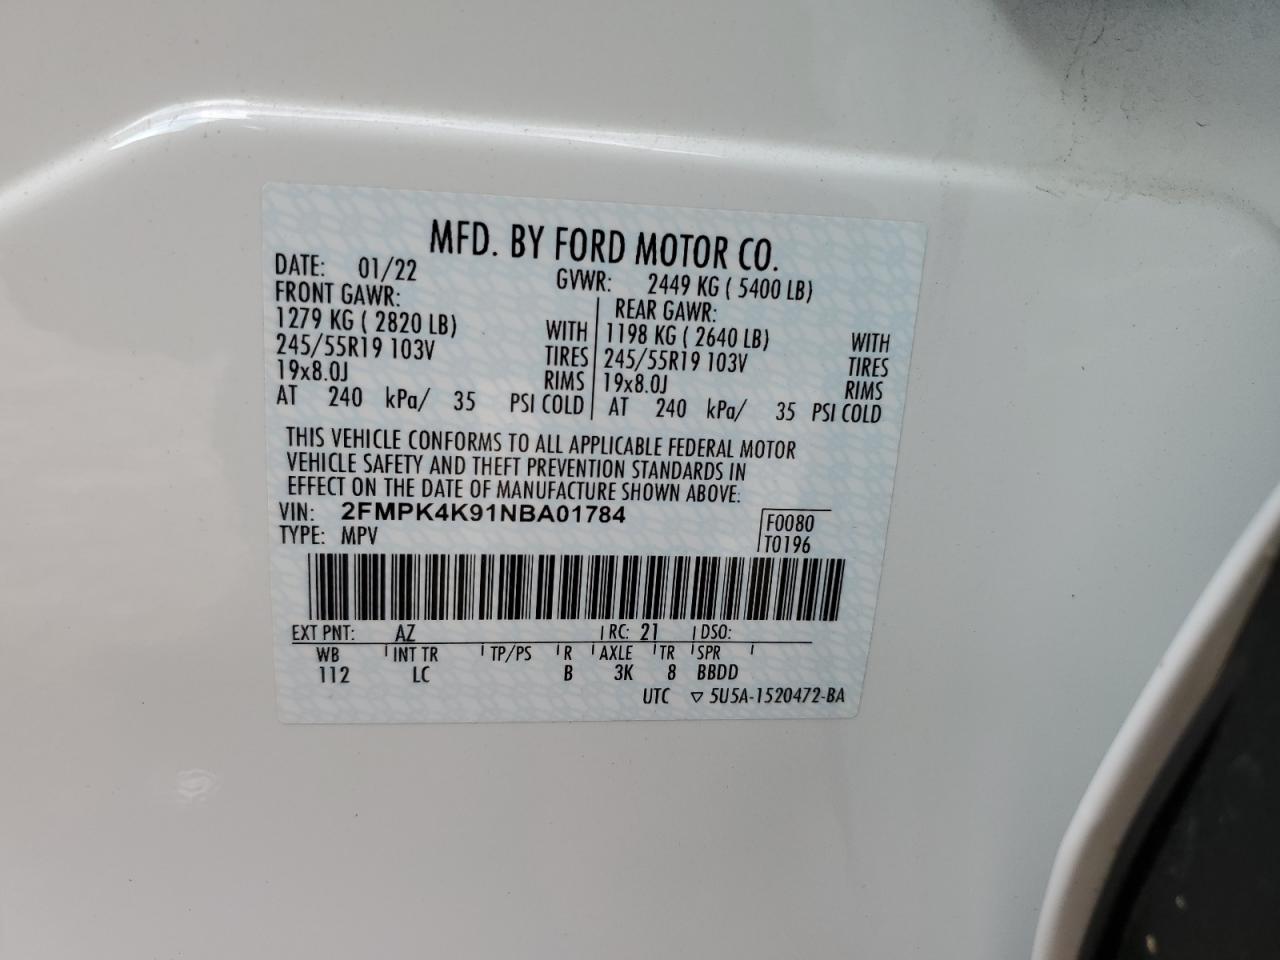 MFD. BY FORD MOTOR CO.
DATE: 01/22 GVWR: 2449 KG ( 5400 LB)
FRONT GAWR: REAR GAWR:
1279 KG ( 2820 LB) WITH 1198 KG ( 2640 LB) WITH
245/55R19 103V TIRES 245/55R19 103V TIRES
19x8.0J RIMS 19x8.0J RIMS
AT 240 kPa/ 35 PSI COLD AT 240 kPa/ 35 PSI COLD
THIS VEHICLE CONFORMS TO ALL APPLICABLE FEDERAL MOTOR
VEHICLE SAFETY AND THEFT PREVENTION STANDARDS IN
EFFECT ON THE DATE OF MANUFACTURE SHOWN ABOVE:
VIN: 2FMPK4K91NBA01784 F0080
TYPE: MPV T0196
EXT PNT: AZ RC: 21 DSO:
WB INT TR TP/PS R AXLE TR SPR
112 LC B 3K 8 BBDD
UTC ▽ 5U5A-1520472-BA